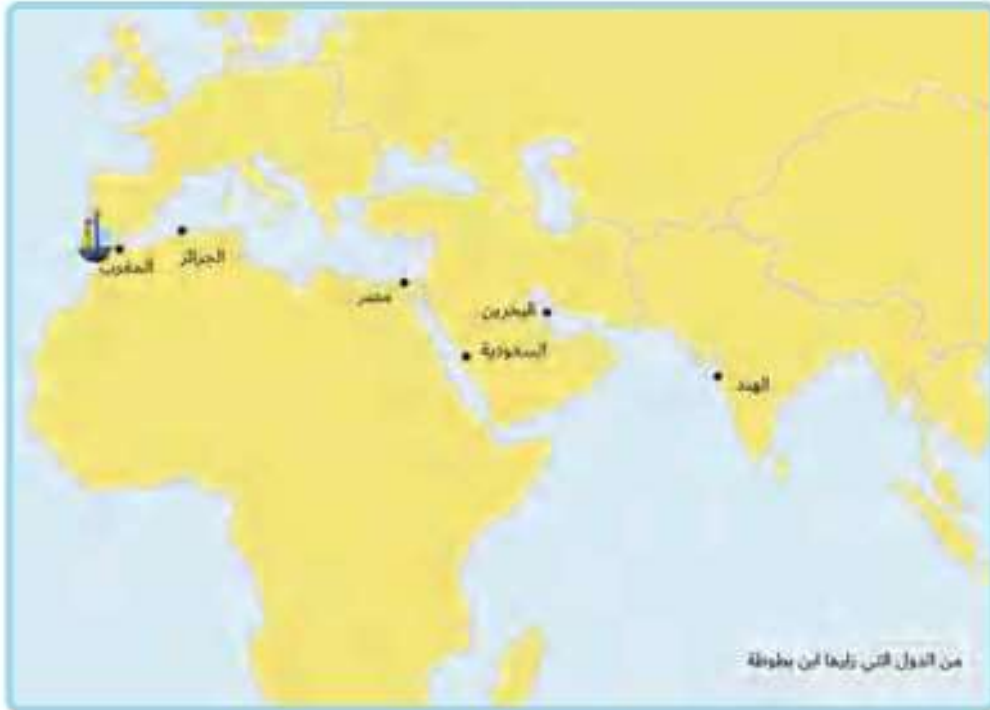 المغرب
الجزائر
مصر
البحرين
السعودية
الهند
من الدول التي زارها ابن بطوطة